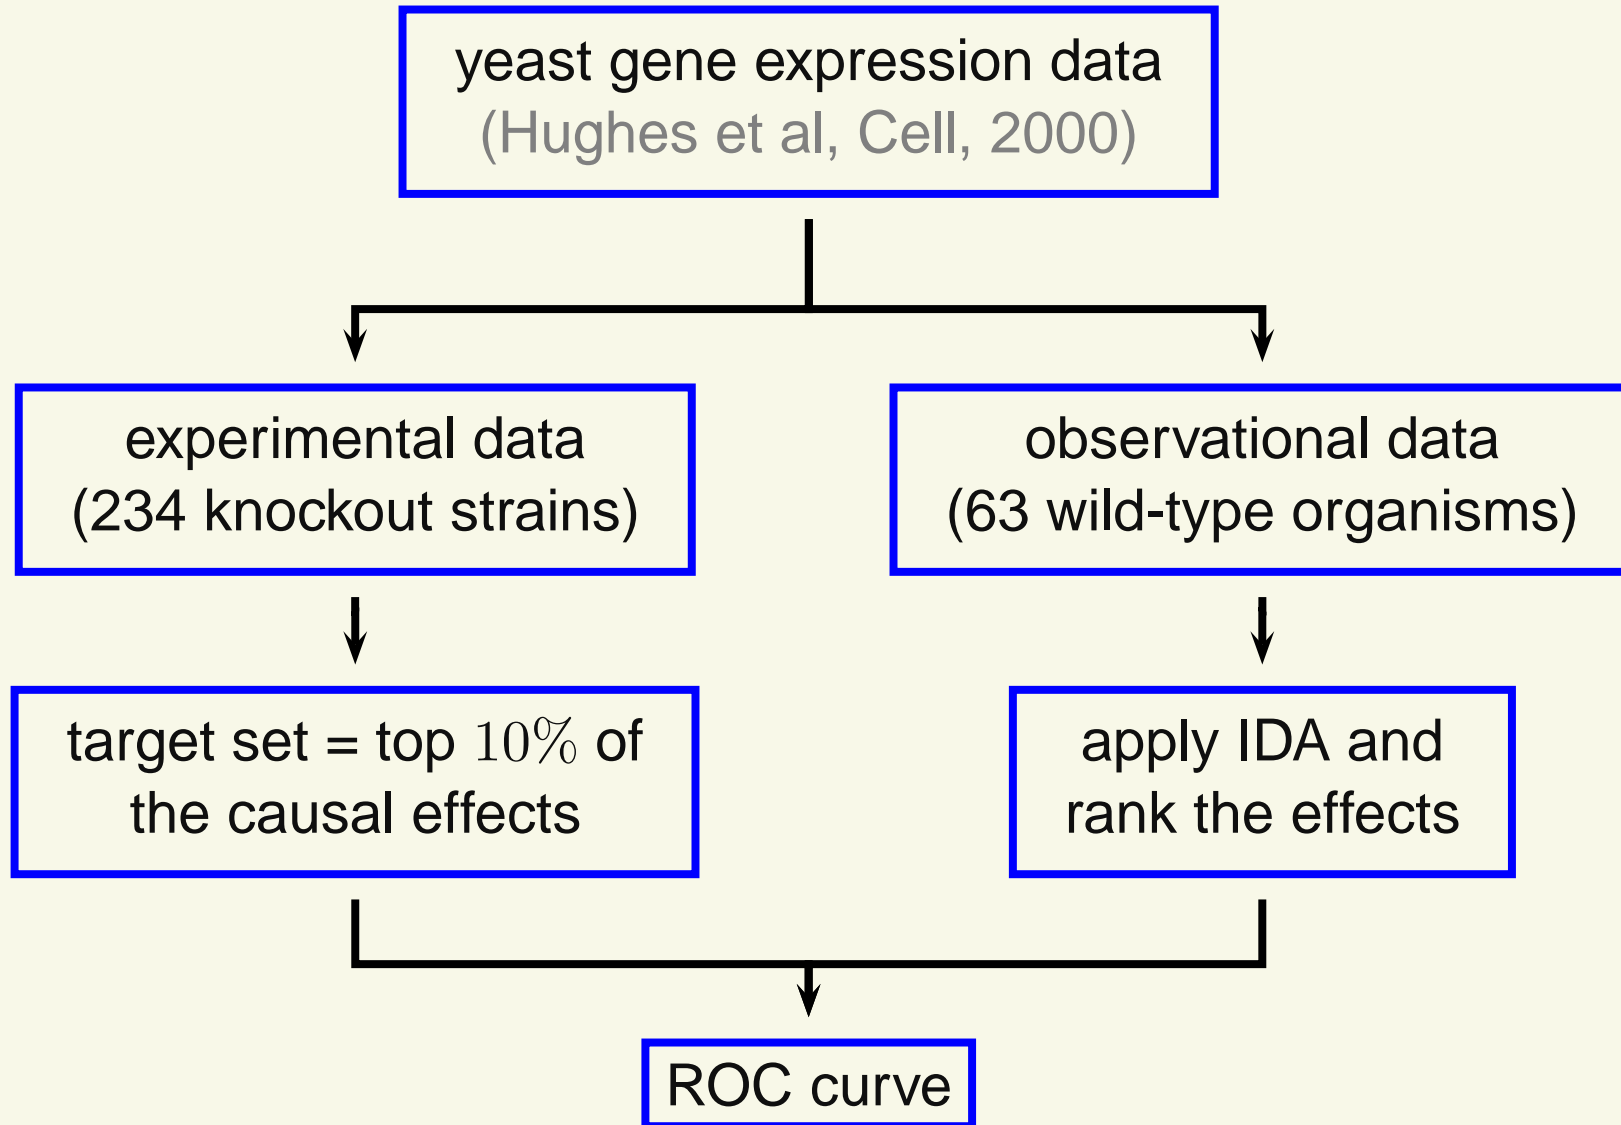 yeast gene expression data
(Hughes et al, Cell, 2000)
experimental data
(234 knockout strains)
observational data
(63 wild-type organisms)
target set = top 10% of
the causal effects
apply IDA and
rank the effects
ROC curve